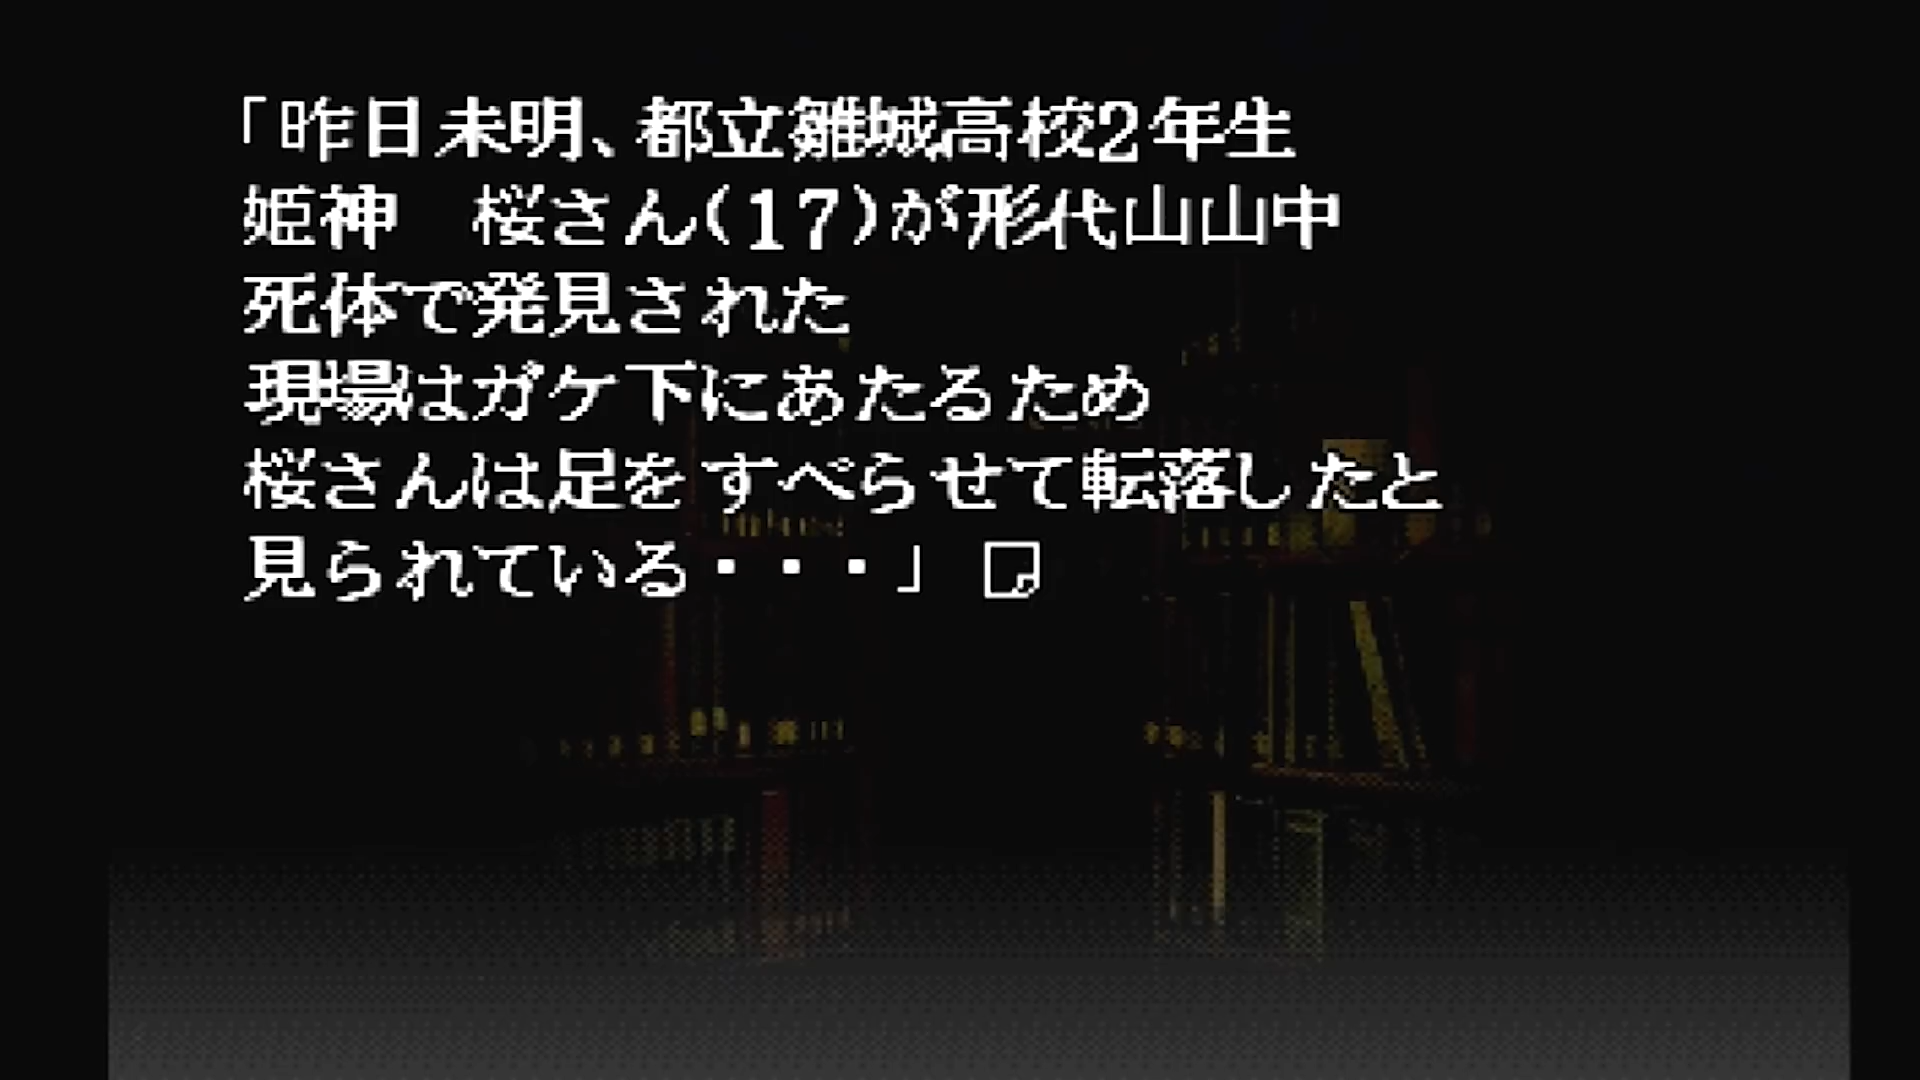 「昨日未明、都立雛城高校2年生
姫神　桜さん(17)が形代山山中
死体で発見された
現場はガケ下にあたるため
桜さんは足をすべらせて転落したと
見られている・・・」